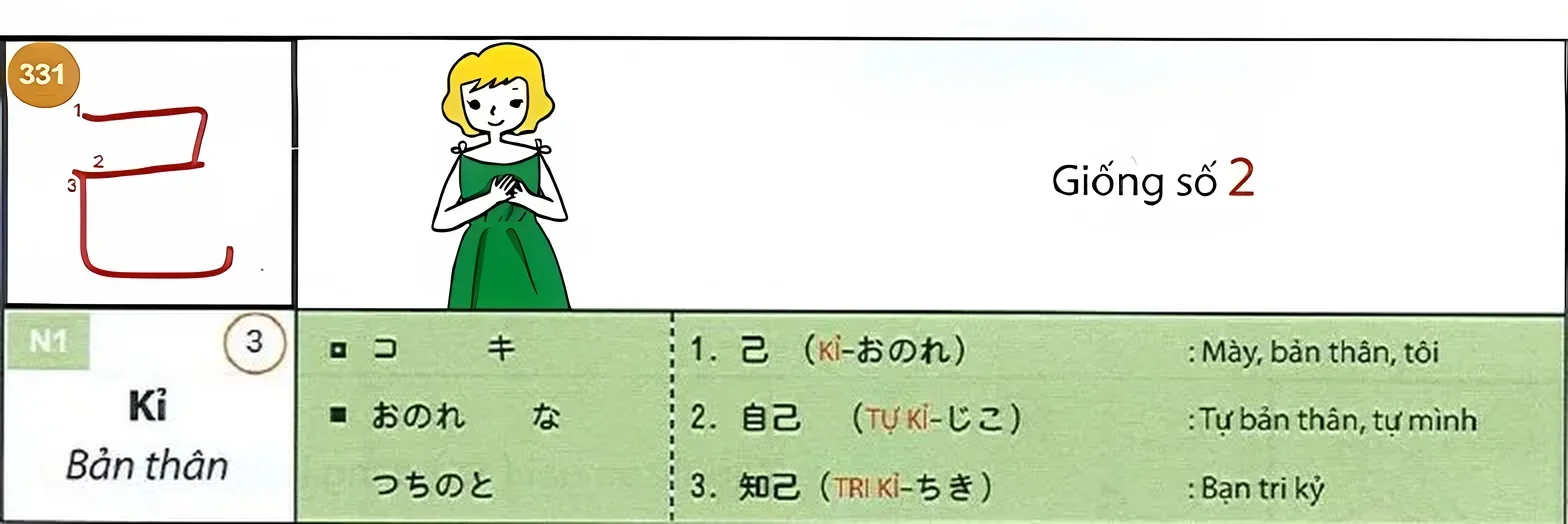 331
1
2
3
己
Giống số 2
N1
3
Kỉ
Bản thân
コ キ
おのれ な
つちのと
1. 己 (KỈ-おのれ) : Mày, bản thân, tôi
2. 自己 (TỰ KỈ-じこ) : Tự bản thân, tự mình
3. 知己 (TRI KỈ-ちき) : Bạn tri kỷ